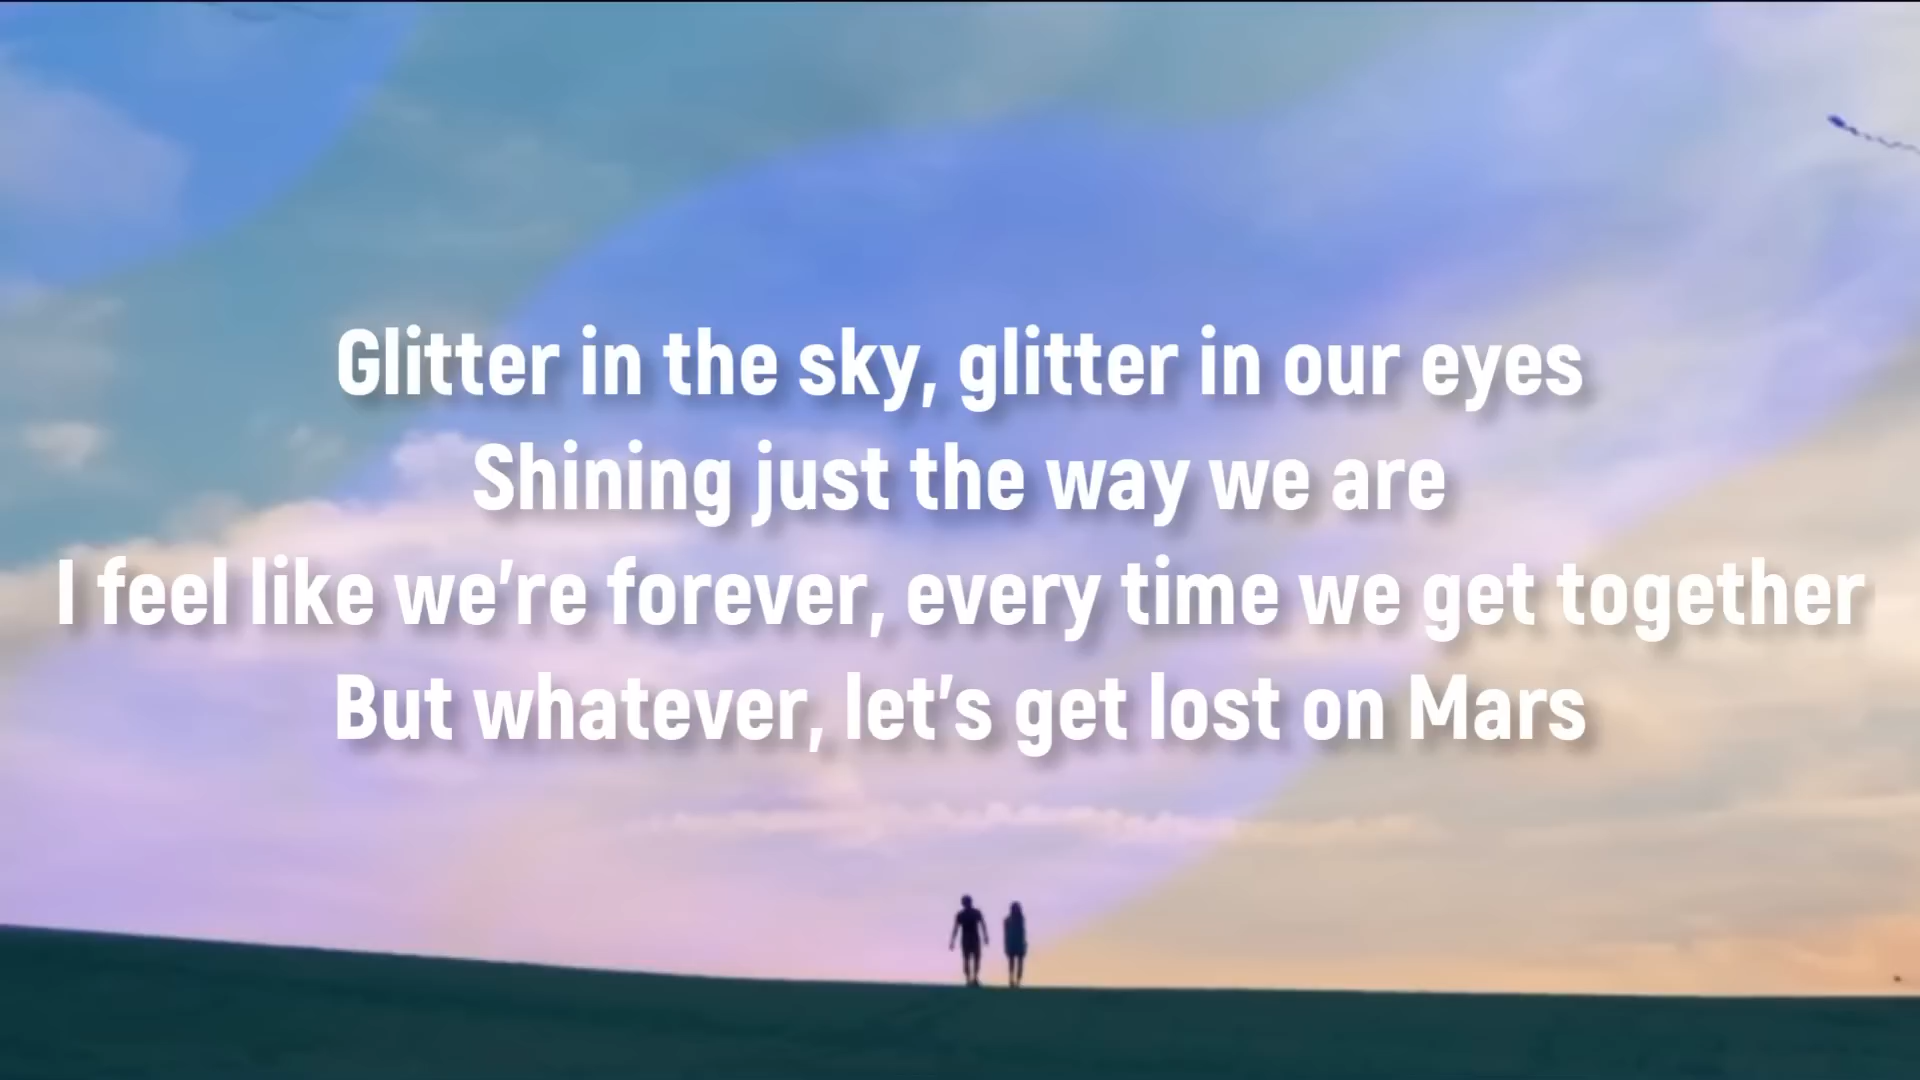 Glitter in the sky, glitter in our eyes
Shining just the way we are
I feel like we're forever, every time we get together
But whatever, let's get lost on Mars